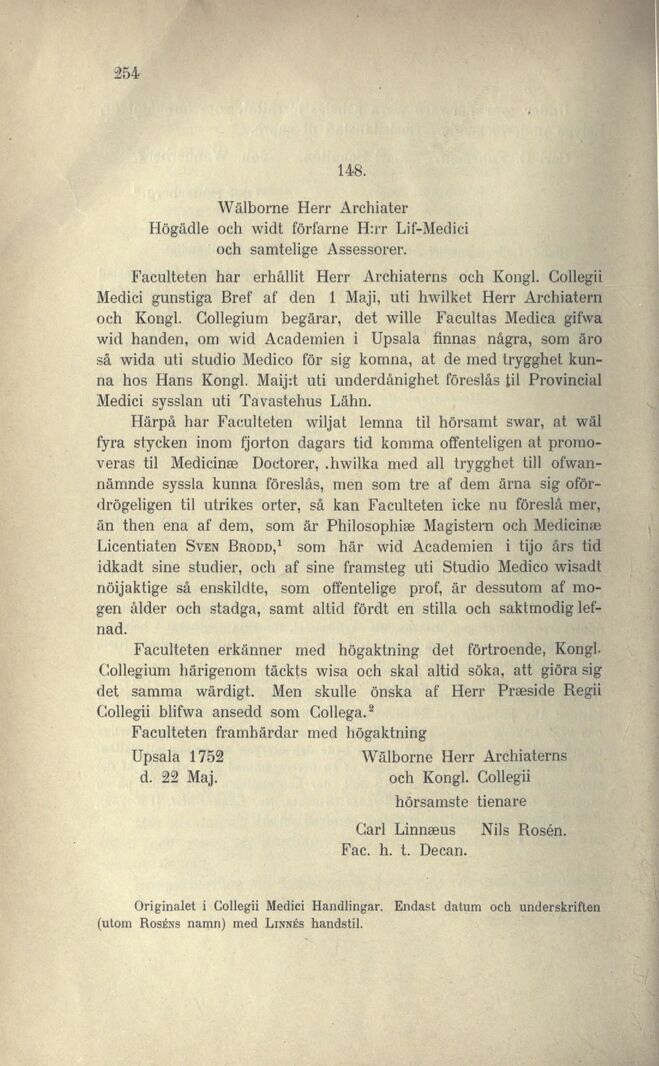 254
148.
Wälborne Herr Archiater
Högädle och widt förfarne H:rr Lif-Medici
och samtelige Assessorer.
Faculteten har erhållit Herr Archiaterns och Kongl. Collegii
Medici gunstiga Bref af den 1 Maji, uti hwilket Herr Archiatern
och Kongl. Collegium begärar, det wille Facultas Medica gifwa
wid handen, om wid Academien i Upsala finnas några, som äro
så wida uti studio Medico för sig komna, at de med trygghet kun-
na hos Hans Kongl. Maij:t uti underdånighet föreslås til Provincial
Medici sysslan uti Tavastehus Lähn.
Härpå har Faculteten wiljat lemna til hörsamt swar, at wäl
fyra stycken inom fjorton dagars tid komma offenteligen at promo-
veras til Medicinæ Doctorer, .hwilka med all trygghet till ofwan-
nämnde syssla kunna föreslås, men som tre af dem ärna sig oför-
drögeligen til utrikes orter, så kan Faculteten icke nu föreslå mer,
än then ena af dem, som är Philosophiæ Magistern och Medicinæ
Licentiaten Sven Brodd,¹ som här wid Academien i tijo års tid
idkadt sine studier, och af sine framsteg uti Studio Medico wisadt
nöijaktige så enskildte, som offentelige prof, är dessutom af mo-
gen ålder och stadga, samt altid fördt en stilla och saktmodig lef-
nad.
Faculteten erkänner med högaktning det förtroende, Kongl.
Collegium härigenom täckts wisa och skal altid söka, att giöra sig
det samma wärdigt. Men skulle önska af Herr Præside Regii
Collegii blifwa ansedd som Collega.²
Faculteten framhärdar med högaktning
Upsala 1752 Wälborne Herr Archiaterns
d. 22 Maj. och Kongl. Collegii
hörsamste tienare
Carl Linnæus Nils Rosén.
Fac. h. t. Decan.
Originalet i Collegii Medici Handlingar. Endast datum och underskriften
(utom Roséns namn) med Linnés handstil.